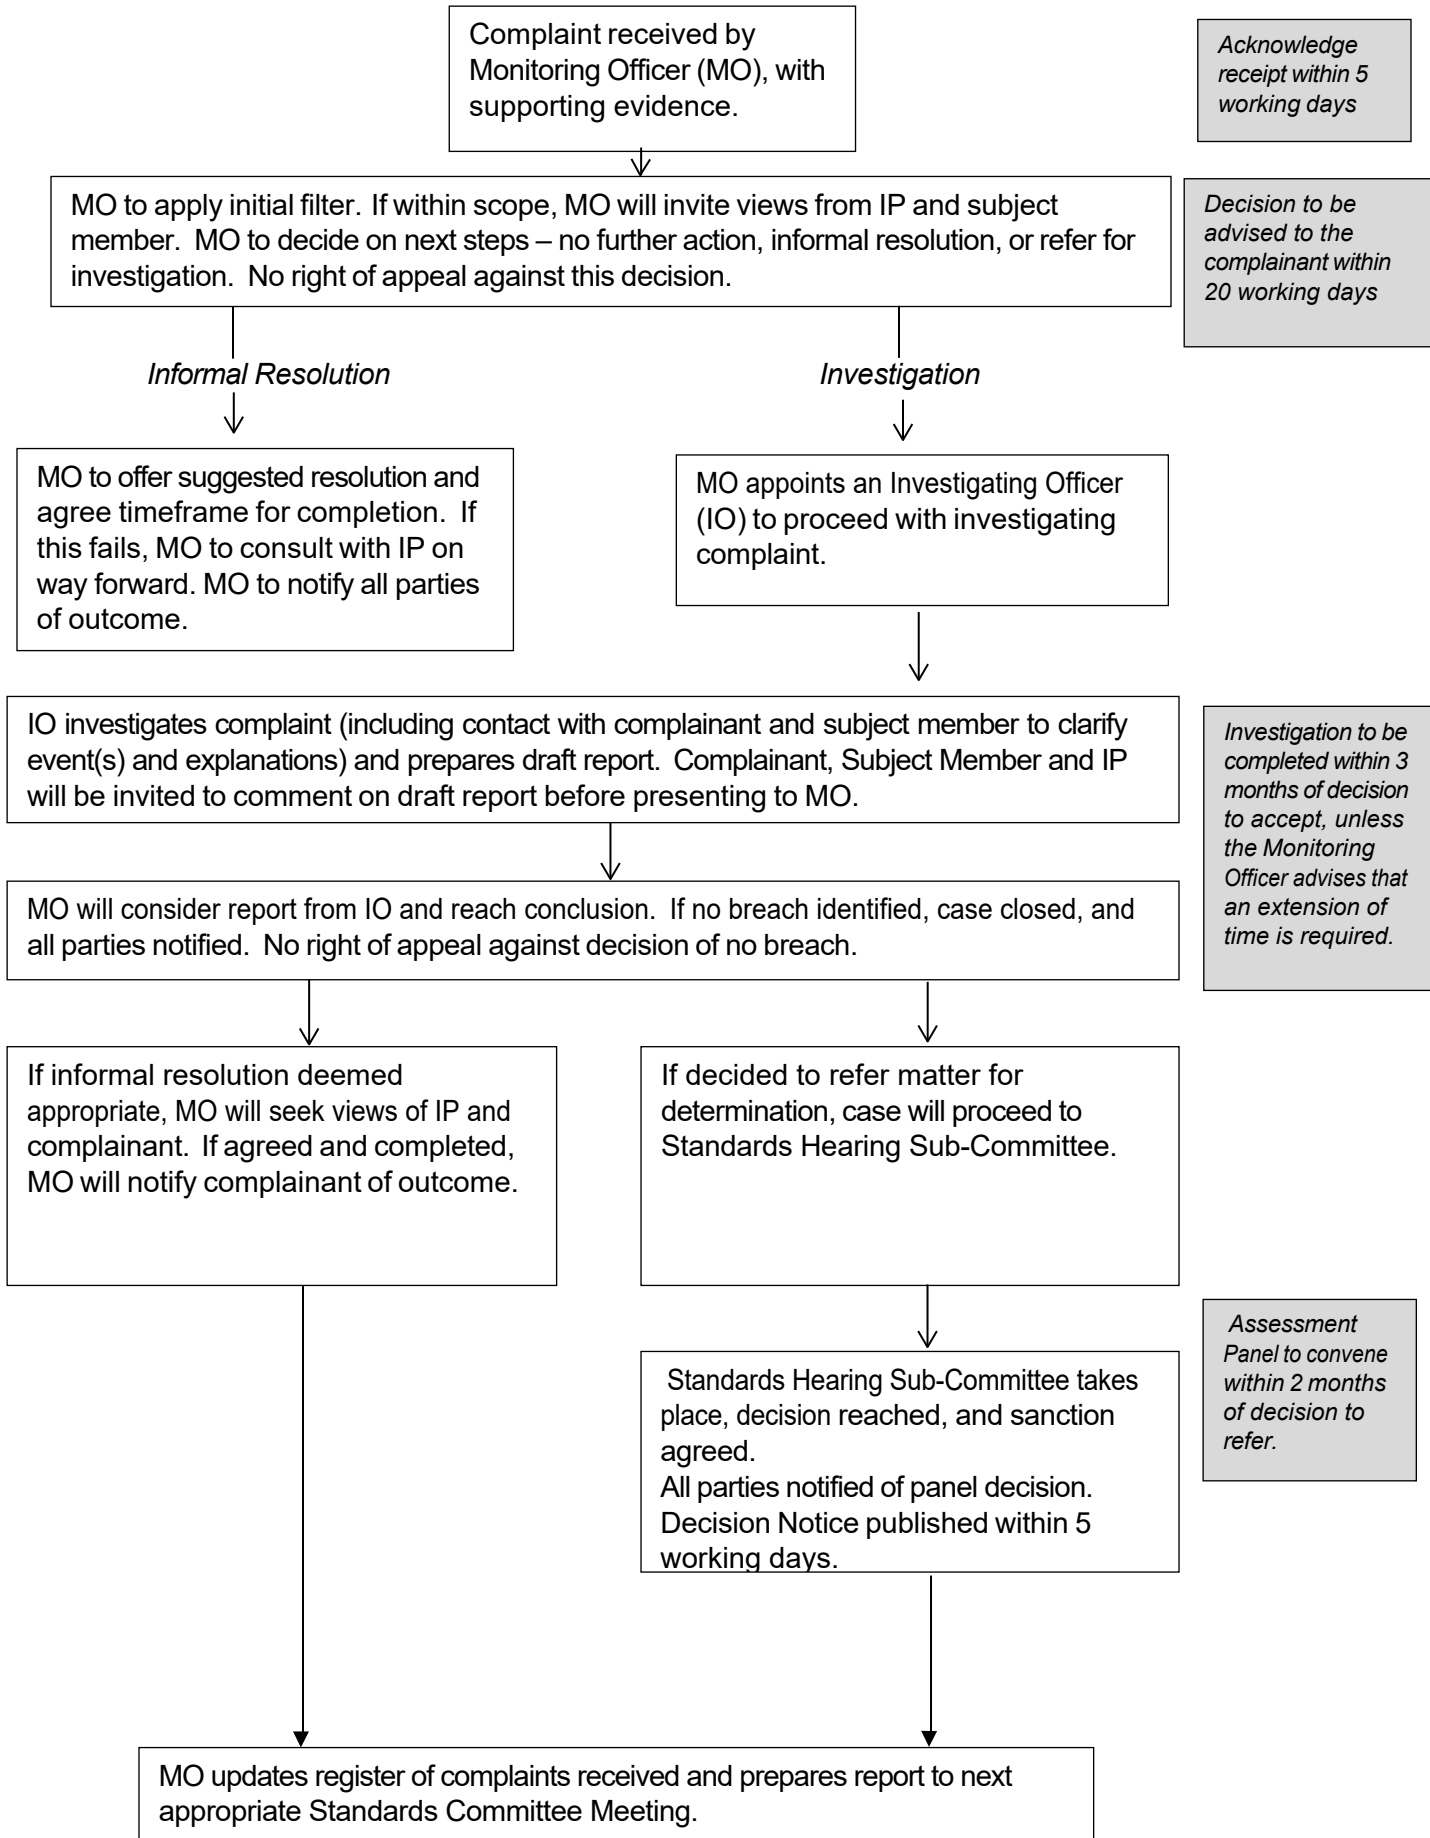 Complaint received by
Monitoring Officer (MO), with
supporting evidence.
Acknowledge
receipt within 5
working days
MO to apply initial filter. If within scope, MO will invite views from IP and subject
member. MO to decide on next steps – no further action, informal resolution, or refer for
investigation. No right of appeal against this decision.
Decision to be
advised to the
complainant within
20 working days
Informal Resolution
Investigation
MO to offer suggested resolution and
agree timeframe for completion. If
this fails, MO to consult with IP on
way forward. MO to notify all parties
of outcome.
MO appoints an Investigating Officer
(IO) to proceed with investigating
complaint.
IO investigates complaint (including contact with complainant and subject member to clarify
event(s) and explanations) and prepares draft report. Complainant, Subject Member and IP
will be invited to comment on draft report before presenting to MO.
Investigation to be
completed within 3
months of decision
to accept, unless
the Monitoring
Officer advises that
an extension of
time is required.
MO will consider report from IO and reach conclusion. If no breach identified, case closed, and
all parties notified. No right of appeal against decision of no breach.
If informal resolution deemed
appropriate, MO will seek views of IP and
complainant. If agreed and completed,
MO will notify complainant of outcome.
If decided to refer matter for
determination, case will proceed to
Standards Hearing Sub-Committee.
Assessment
Panel to convene
within 2 months
of decision to
refer.
Standards Hearing Sub-Committee takes
place, decision reached, and sanction
agreed.
All parties notified of panel decision.
Decision Notice published within 5
working days.
MO updates register of complaints received and prepares report to next
appropriate Standards Committee Meeting.